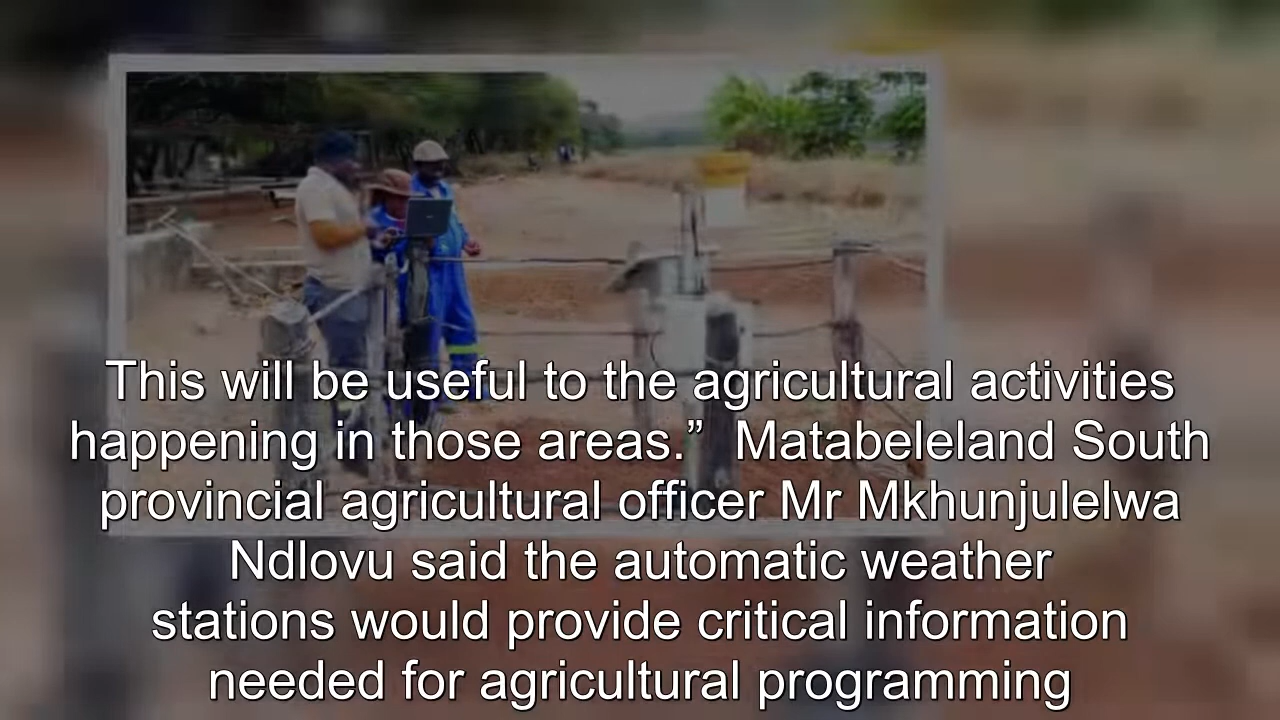 This will be useful to the agricultural activities
happening in those areas.”  Matabeleland South
provincial agricultural officer Mr Mkhunjulelwa
Ndlovu said the automatic weather
stations would provide critical information
needed for agricultural programming